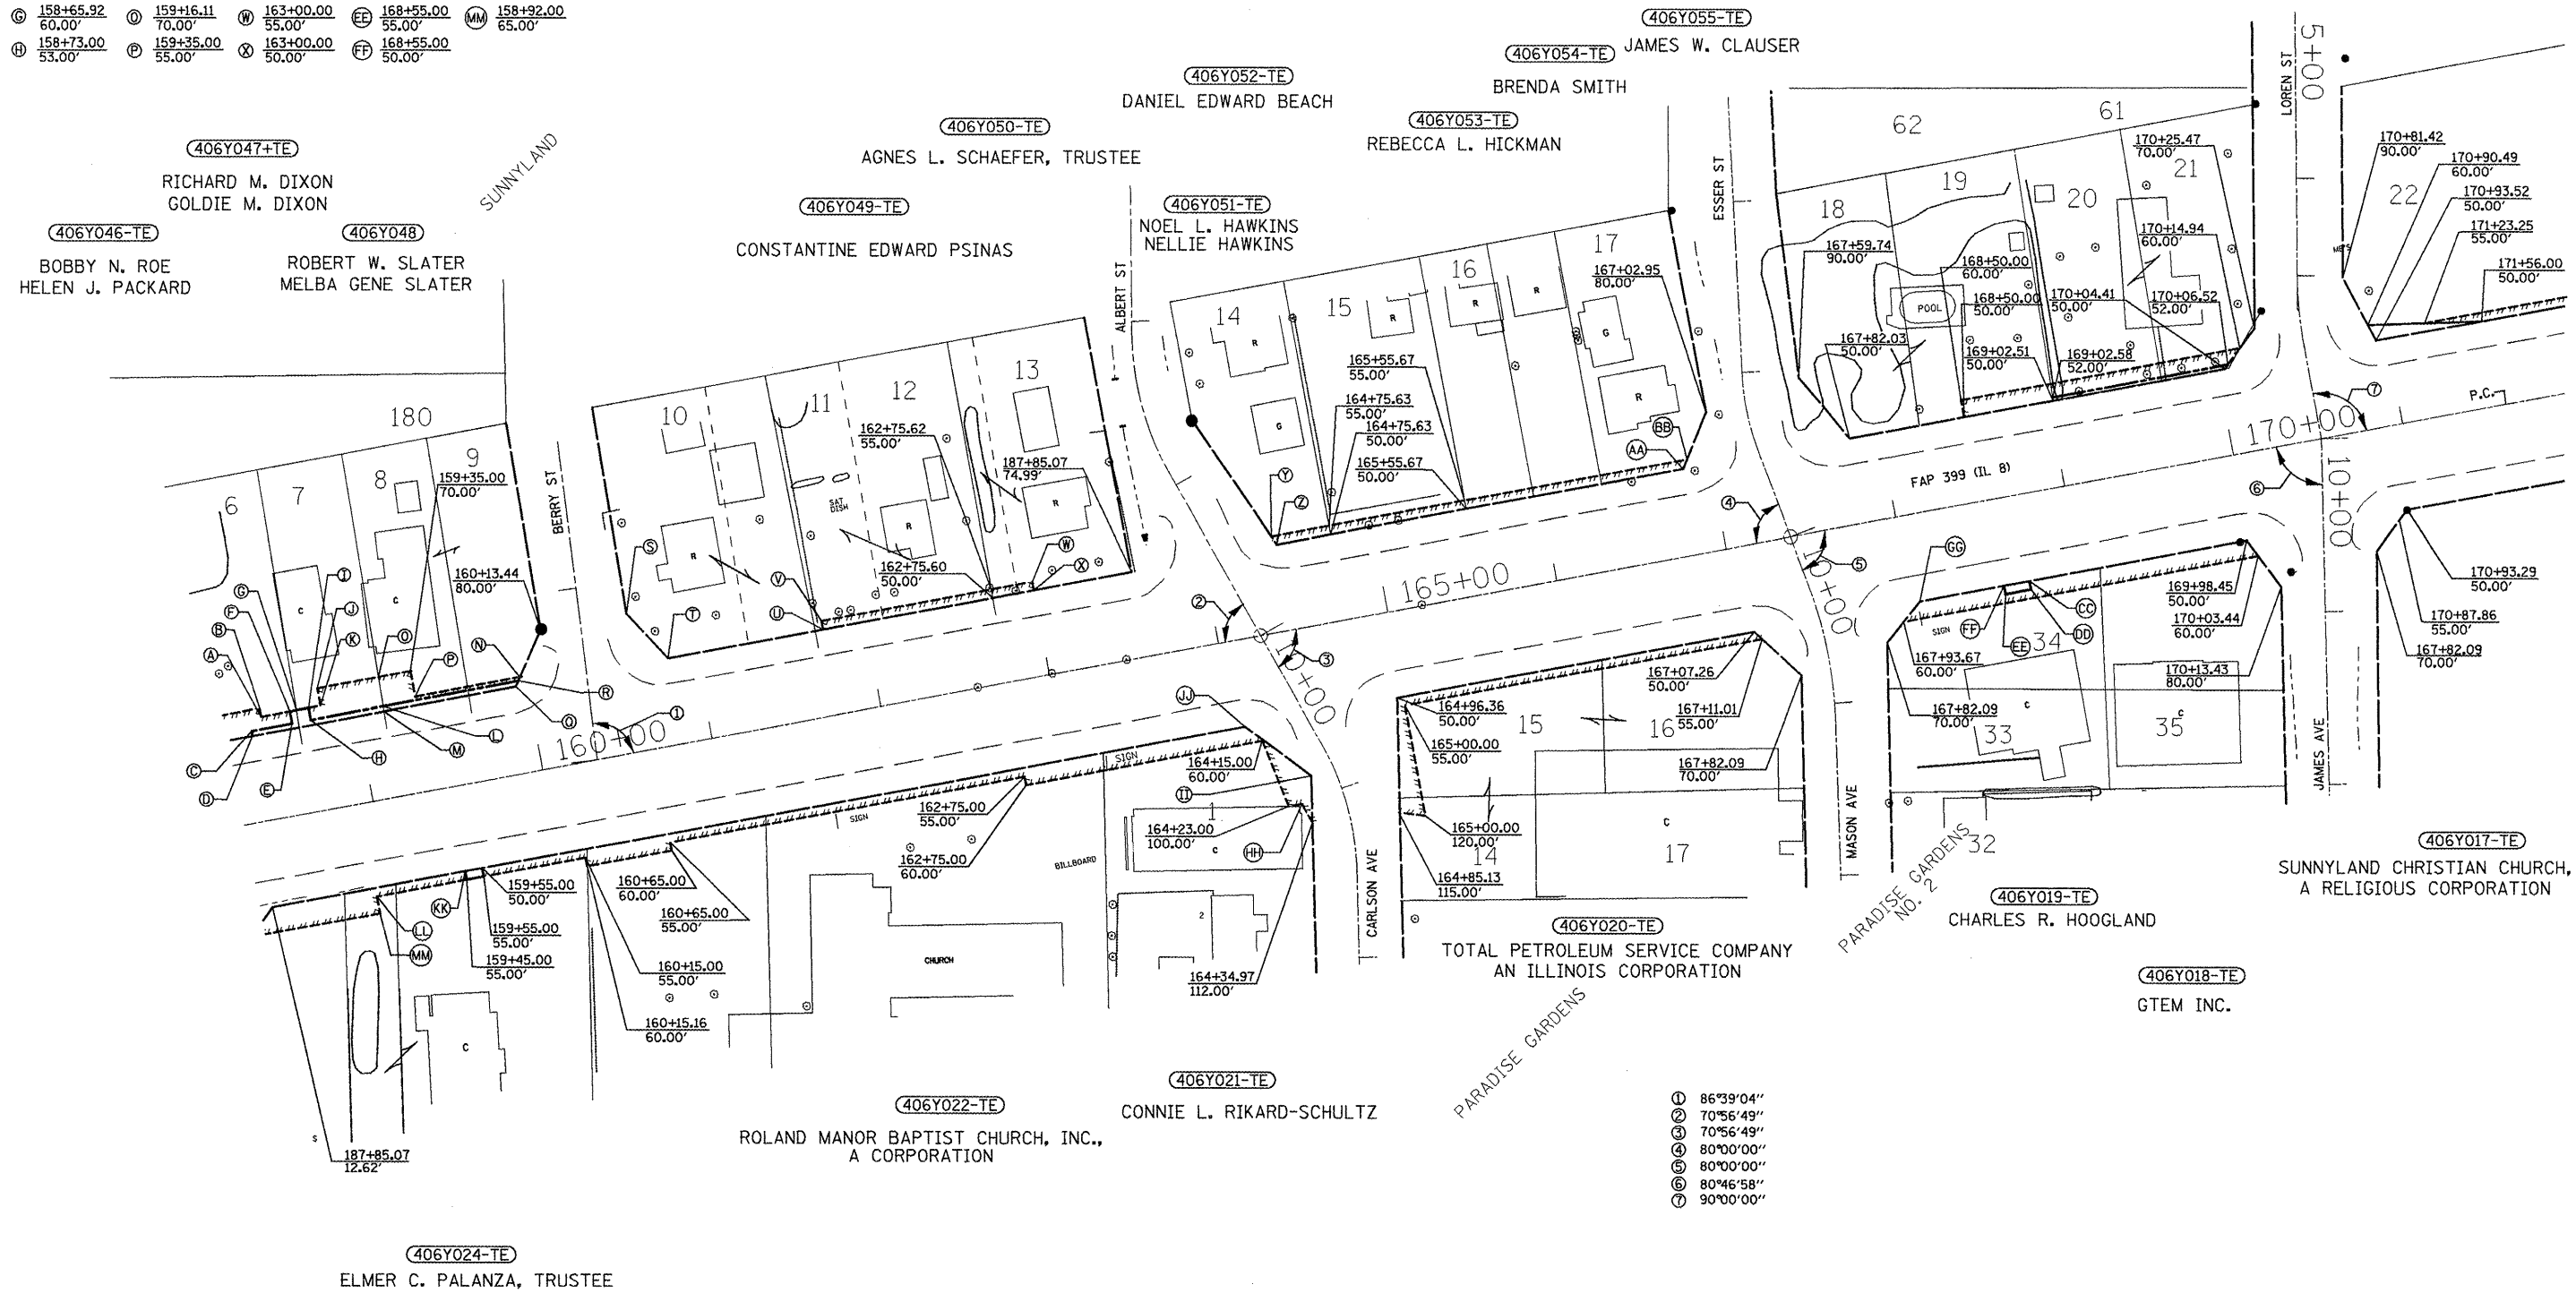 G 158+65.92 O 159+16.11 W 163+00.00 EE 168+55.00 MM 158+92.00
60.00' 70.00' 55.00' 55.00' 65.00'
H 158+73.00 P 159+35.00 X 163+00.00 FF 168+55.00
53.00' 55.00' 50.00' 50.00'
406Y055-TE
JAMES W. CLAUSER
406Y054-TE
BRENDA SMITH
406Y052-TE
DANIEL EDWARD BEACH
406Y053-TE
REBECCA L. HICKMAN
406Y050-TE
AGNES L. SCHAEFER, TRUSTEE
406Y047+TE
RICHARD M. DIXON
GOLDIE M. DIXON
SUNNYLAND
406Y049-TE
CONSTANTINE EDWARD PSINAS
406Y051-TE
NOEL L. HAWKINS
NELLIE HAWKINS
406Y046-TE
BOBBY N. ROE
HELEN J. PACKARD
406Y048
ROBERT W. SLATER
MELBA GENE SLATER
BERRY ST
ALBERT ST
ESSER ST
LOREN ST
5+00
180
6
7
8
9
10
11
12
13
14
15
16
17
18
19
20
21
22
61
62
C
C
R
R
R
R
G
R
R
R
G
R
SAT.
DISH
POOL
159+35.00
70.00'
160+13.44
80.00'
162+75.62
55.00'
162+75.60
50.00'
187+85.07
74.99'
165+55.67
55.00'
164+75.63
55.00'
164+75.63
50.00'
165+55.67
50.00'
167+02.95
80.00'
167+59.74
90.00'
167+82.03
50.00'
168+50.00
60.00'
168+50.00
50.00'
169+02.51
50.00'
169+02.58
52.00'
170+04.41
50.00'
170+06.52
52.00'
170+14.94
60.00'
170+25.47
70.00'
170+81.42
90.00'
170+90.49
60.00'
170+93.52
50.00'
171+23.25
55.00'
171+56.00
50.00'
A
B
C
D
E
F
G
H
I
J
K
L
M
N
O
P
Q
R
S
T
U
V
W
X
Y
Z
AA
BB
1
2
3
4
5
6
7
160+00
165+00
170+00
10+00
10+00
10+00
FAP 399 (IL 8)
P.C.
GG
FF
EE
CC
DD
HH
II
JJ
KK
LL
MM
SIGN
SIGN
SIGN
BILLBOARD
CHURCH
1
2
14
15
16
17
32
33
34
35
C
C
C
C
C
S
164+15.00
60.00'
164+23.00
100.00'
164+34.97
112.00'
162+75.00
55.00'
162+75.00
60.00'
160+65.00
60.00'
160+65.00
55.00'
160+15.00
55.00'
160+15.16
60.00'
159+55.00
50.00'
159+55.00
55.00'
159+45.00
55.00'
187+85.07
12.62'
164+96.36
50.00'
165+00.00
55.00'
165+00.00
120.00'
164+85.13
115.00'
167+07.26
50.00'
167+11.01
55.00'
167+82.09
70.00'
167+93.67
60.00'
167+82.09
70.00'
169+98.45
50.00'
170+03.44
60.00'
170+13.43
80.00'
170+93.29
50.00'
170+87.86
55.00'
167+82.09
70.00'
CARLSON AVE
MASON AVE
JAMES AVE
PARADISE GARDENS
NO. 2
PARADISE GARDENS
406Y017-TE
SUNNYLAND CHRISTIAN CHURCH,
A RELIGIOUS CORPORATION
406Y019-TE
CHARLES R. HOOGLAND
406Y020-TE
TOTAL PETROLEUM SERVICE COMPANY
AN ILLINOIS CORPORATION
406Y018-TE
GTEM INC.
406Y021-TE
CONNIE L. RIKARD-SCHULTZ
406Y022-TE
ROLAND MANOR BAPTIST CHURCH, INC.,
A CORPORATION
1 86°39'04''
2 70°56'49''
3 70°56'49''
4 80°00'00''
5 80°00'00''
6 80°46'58''
7 90°00'00''
406Y024-TE
ELMER C. PALANZA, TRUSTEE